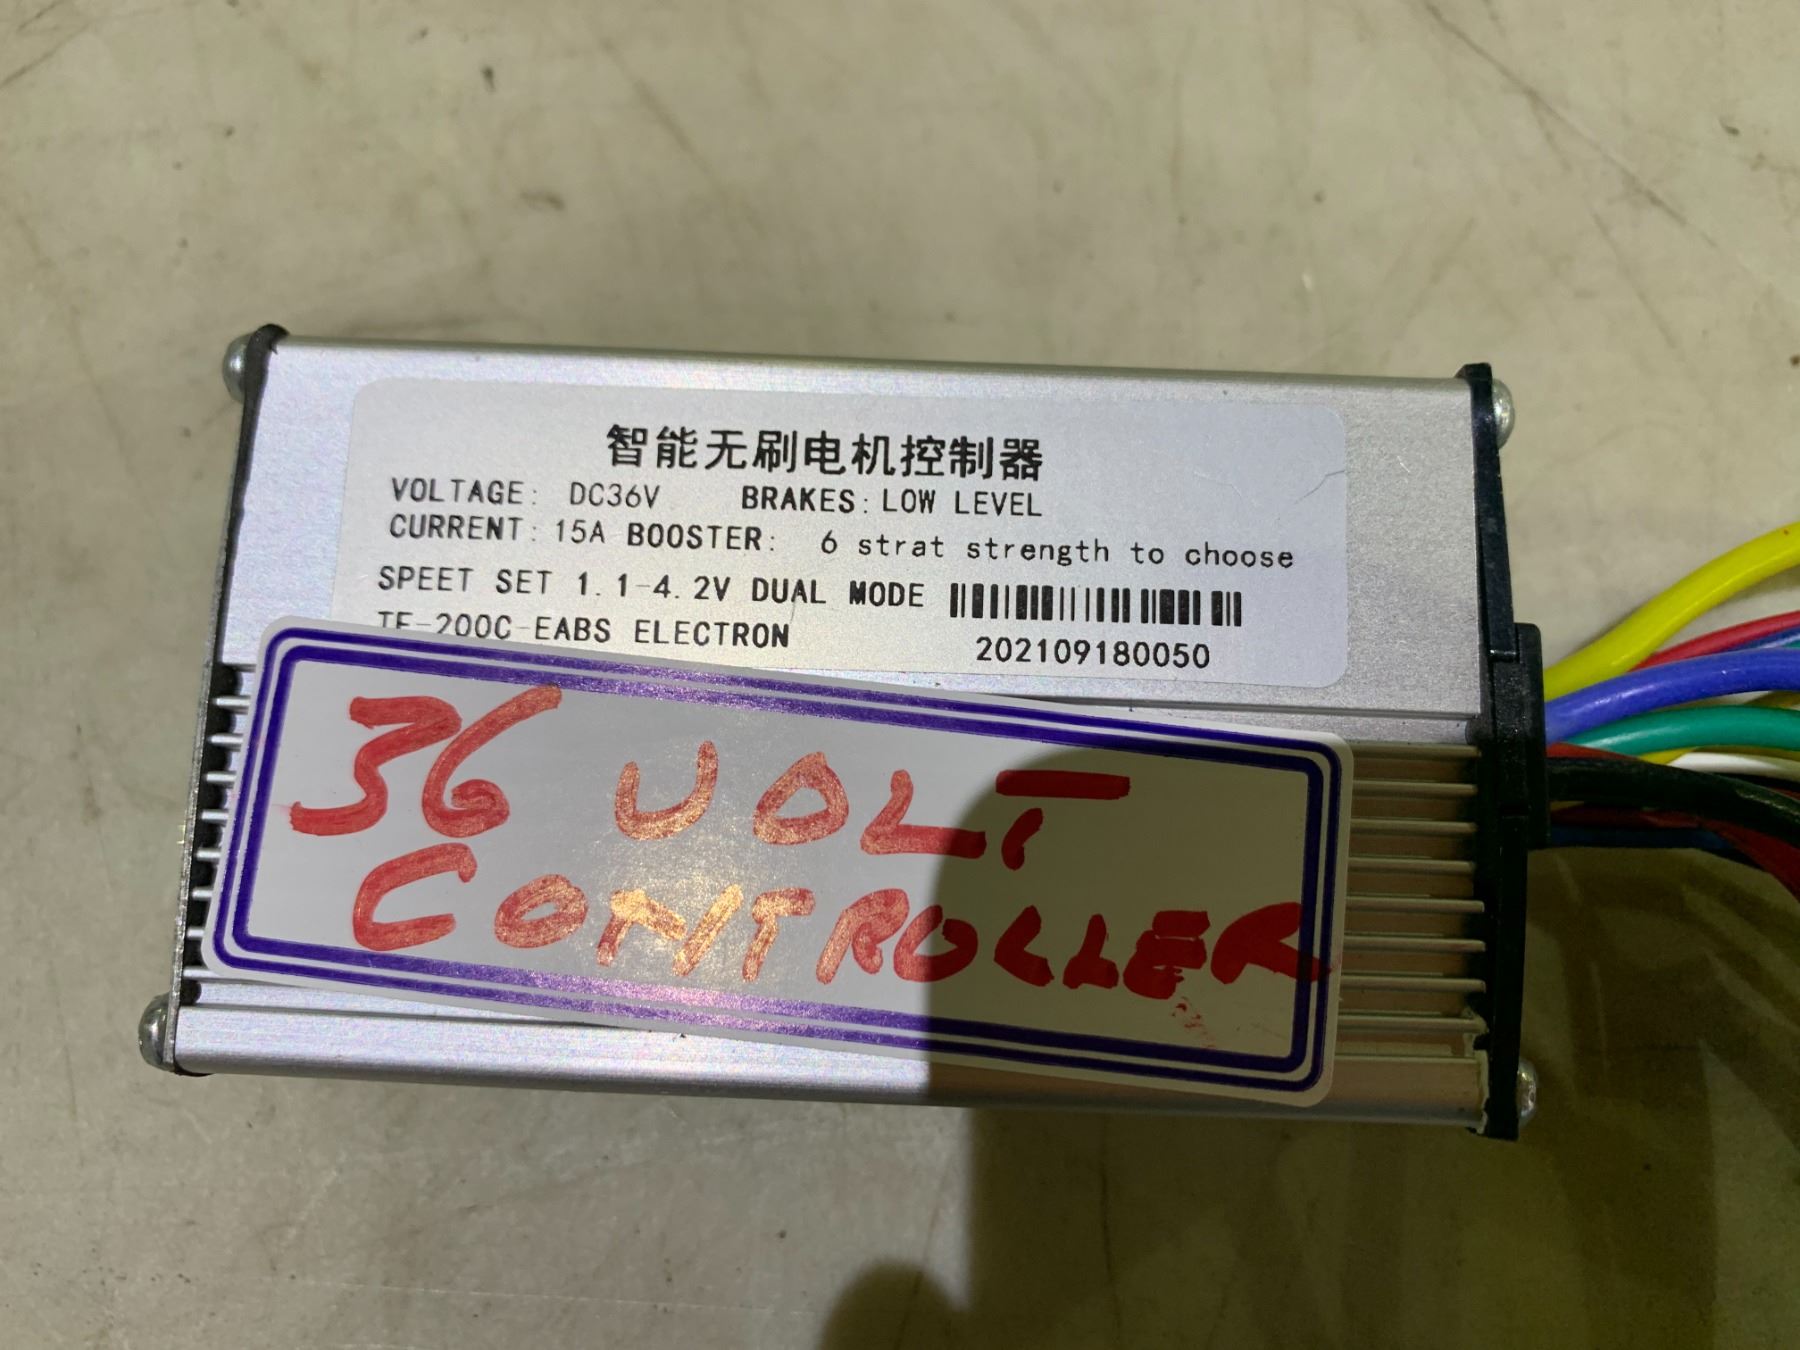 智能无刷电机控制器
VOLTAGE: DC36V BRAKES: LOW LEVEL
CURRENT: 15A BOOSTER: 6 strat strength to choose
SPEET SET 1.1-4.2V DUAL MODE
TF-200C-EABS ELECTRON
202109180050
36 VOLT
CONTROLLER